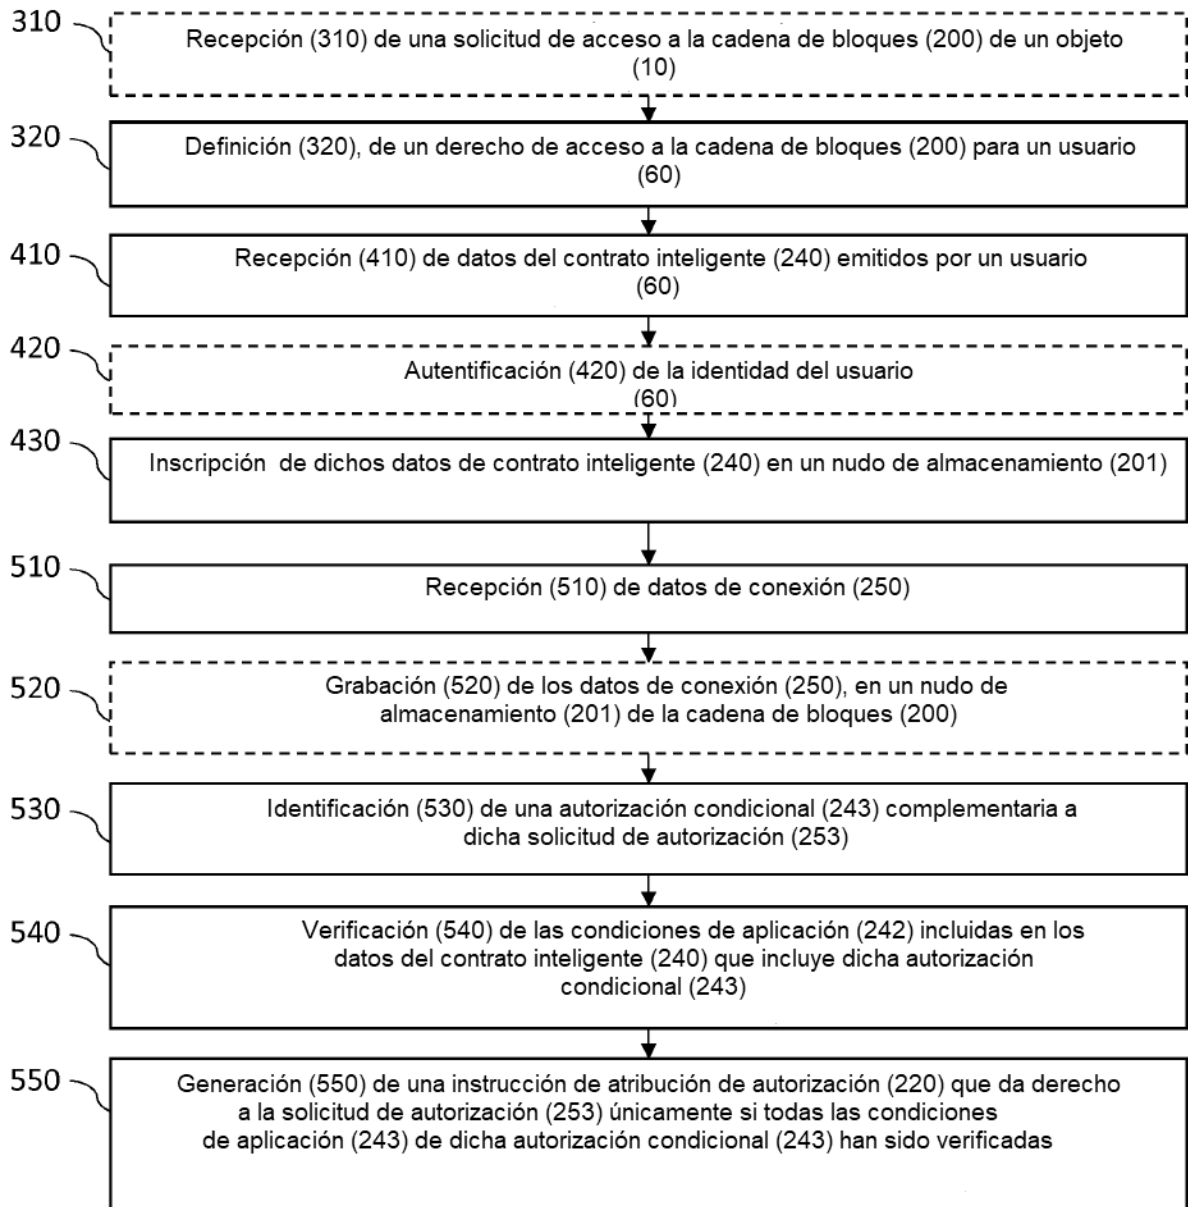 310
Recepción (310) de una solicitud de acceso a la cadena de bloques (200) de un objeto
(10)
320
Definición (320), de un derecho de acceso a la cadena de bloques (200) para un usuario
(60)
410
Recepción (410) de datos del contrato inteligente (240) emitidos por un usuario
(60)
420
Autentificación (420) de la identidad del usuario
(60)
430
Inscripción de dichos datos de contrato inteligente (240) en un nudo de almacenamiento (201)
510
Recepción (510) de datos de conexión (250)
520
Grabación (520) de los datos de conexión (250), en un nudo de
almacenamiento (201) de la cadena de bloques (200)
530
Identificación (530) de una autorización condicional (243) complementaria a
dicha solicitud de autorización (253)
540
Verificación (540) de las condiciones de aplicación (242) incluidas en los
datos del contrato inteligente (240) que incluye dicha autorización
condicional (243)
550
Generación (550) de una instrucción de atribución de autorización (220) que da derecho
a la solicitud de autorización (253) únicamente si todas las condiciones
de aplicación (243) de dicha autorización condicional (243) han sido verificadas